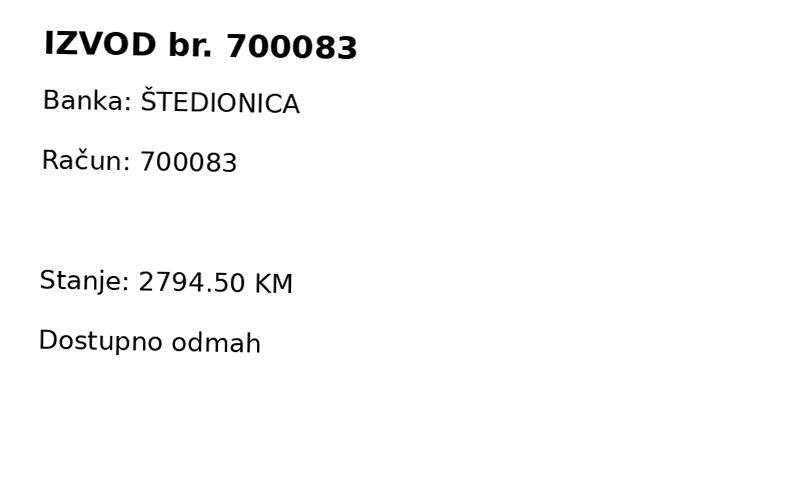 IZVOD br. 700083
Banka: ŠTEDIONICA
Račun: 700083
Stanje: 2794.50 KM
Dostupno odmah